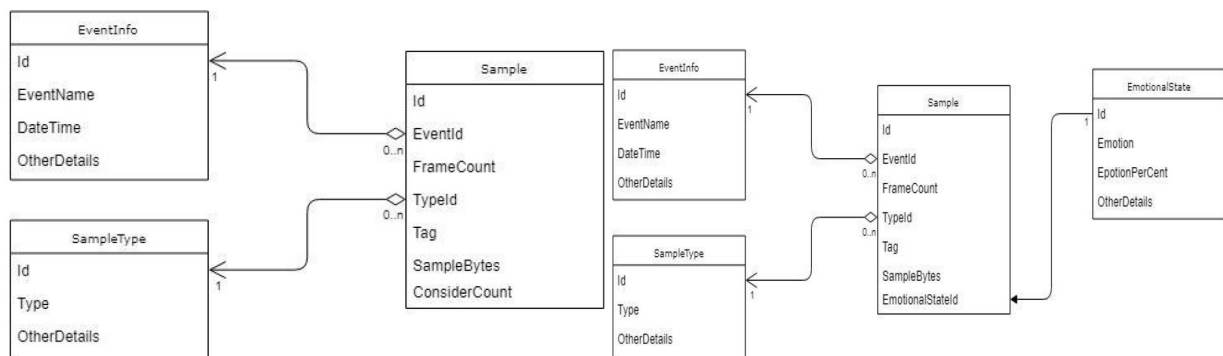 EventInfo
Id
EventName
DateTime
OtherDetails
1
SampleType
Id
Type
OtherDetails
1
Sample
Id
EventId
0..n
FrameCount
TypeId
0..n
Tag
SampleBytes
ConsiderCount
EventInfo
Id
EventName
DateTime
OtherDetails
1
SampleType
Id
Type
OtherDetails
1
Sample
Id
EventId
0..n
FrameCount
TypeId
0..n
Tag
SampleBytes
EmotionalStateId
EmotionalState
1
Id
Emotion
EpotionPerCent
OtherDetails